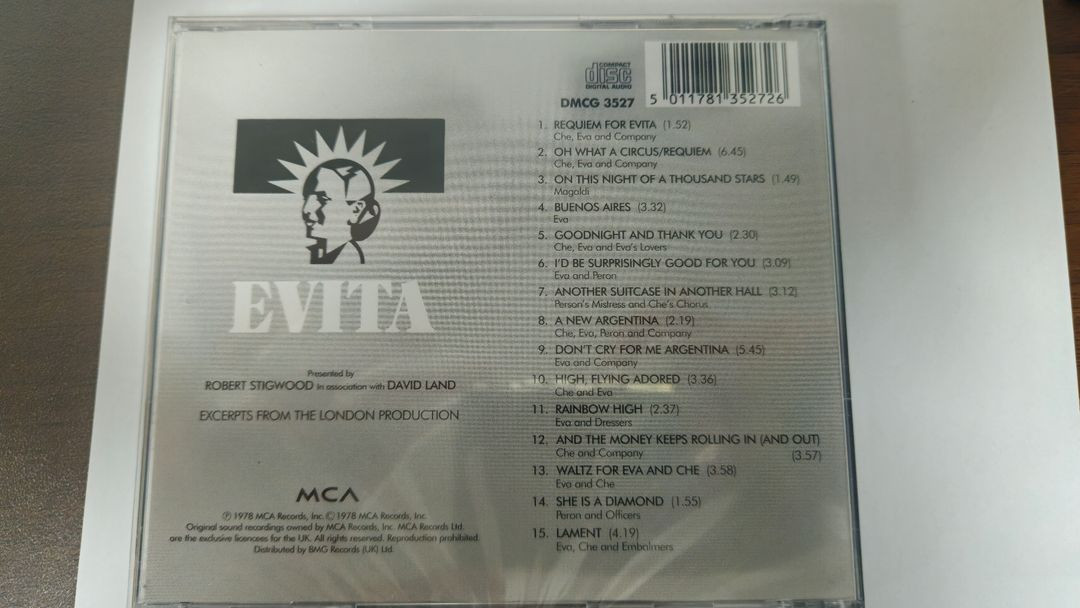 COMPACT
disc
DIGITAL AUDIO
DMCG 3527
5 011781 352726
1. REQUIEM FOR EVITA (1.52)
Che, Eva and Company
2. OH WHAT A CIRCUS/REQUIEM (6.45)
Che, Eva and Company
3. ON THIS NIGHT OF A THOUSAND STARS (1.49)
Magaldi
4. BUENOS AIRES (3.32)
Eva
5. GOODNIGHT AND THANK YOU (2.30)
Che, Eva and Eva's Lovers
6. I'D BE SURPRISINGLY GOOD FOR YOU (3.09)
Eva and Peron
7. ANOTHER SUITCASE IN ANOTHER HALL (3.12)
Person's Mistress and Che's Chorus
8. A NEW ARGENTINA (2.19)
Che, Eva, Peron and Company
9. DON'T CRY FOR ME ARGENTINA (5.45)
Eva and Company
10. HIGH, FLYING ADORED (3.36)
Che and Eva
11. RAINBOW HIGH (2.37)
Eva and Dressers
12. AND THE MONEY KEEPS ROLLING IN (AND OUT)
Che and Company (3.57)
13. WALTZ FOR EVA AND CHE (3.58)
Eva and Che
14. SHE IS A DIAMOND (1.55)
Peron and Officers
15. LAMENT (4.19)
Eva, Che and Embalmers
EVITA
Presented by
ROBERT STIGWOOD in association with DAVID LAND
EXCERPTS FROM THE LONDON PRODUCTION
MCA
℗ 1978 MCA Records, Inc. © 1978 MCA Records, Inc.
Original sound recordings owned by MCA Records, Inc. MCA Records Ltd.
are the exclusive licencees for the UK. All rights reserved. Reproduction prohibited.
Distributed by BMG Records (UK) Ltd.